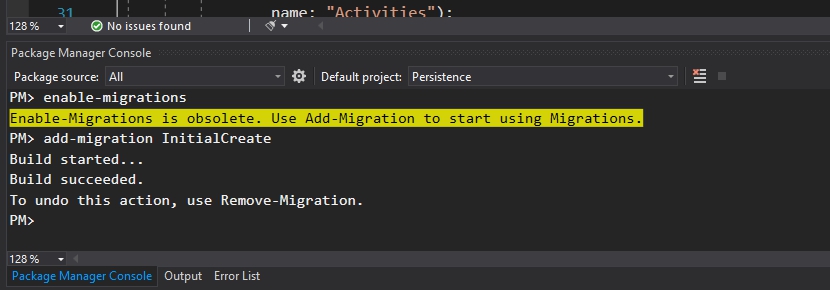 31 name: "Activities");
128 % No issues found
Package Manager Console
Package source: All Default project: Persistence
PM> enable-migrations
Enable-Migrations is obsolete. Use Add-Migration to start using Migrations.
PM> add-migration InitialCreate
Build started...
Build succeeded.
To undo this action, use Remove-Migration.
PM>
128 %
Package Manager Console Output Error List